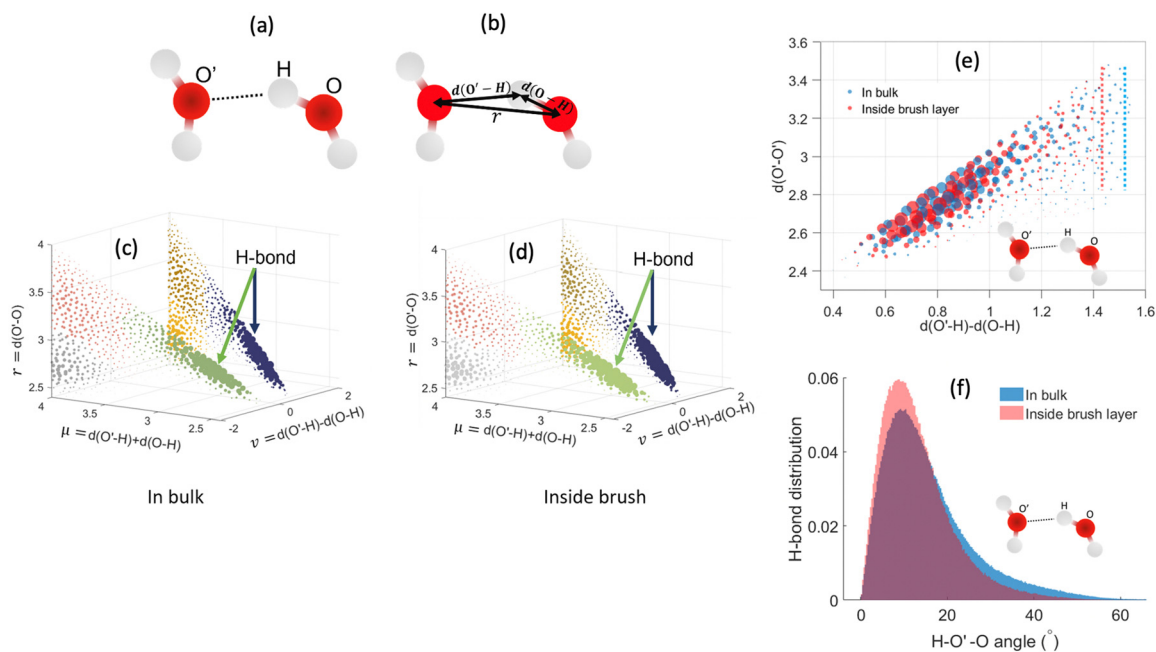 (a)
O'
H
O
(b)
d(O' − H)
d(O − H)
r
(c)
H-bond
r = d(O'-O)
4
3.5
3
2.5
4
3.5
3
2.5
-2
0
2
μ = d(O'-H)+d(O-H)
v = d(O'-H)-d(O-H)
In bulk
(d)
H-bond
r = d(O'-O)
4
3.5
3
2.5
4
3.5
3
2.5
-2
0
2
μ = d(O'-H)+d(O-H)
v = d(O'-H)-d(O-H)
Inside brush
(e)
In bulk
Inside brush layer
d(O'-O')
3.6
3.4
3.2
3
2.8
2.6
2.4
O'
H
O
0.4 0.6 0.8 1 1.2 1.4 1.6
d(O'-H)-d(O-H)
(f)
In bulk
Inside brush layer
H-bond distribution
0.06
0.04
0.02
0
O'
H
O
0 20 40 60
H-O'-O angle (°)